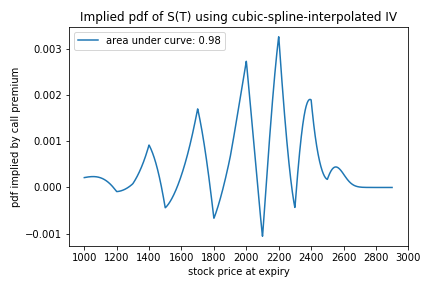 Implied pdf of S(T) using cubic-spline-interpolated IV
area under curve: 0.98
pdf implied by call premium
0.003
0.002
0.001
0.000
−0.001
1000 1200 1400 1600 1800 2000 2200 2400 2600 2800 3000
stock price at expiry